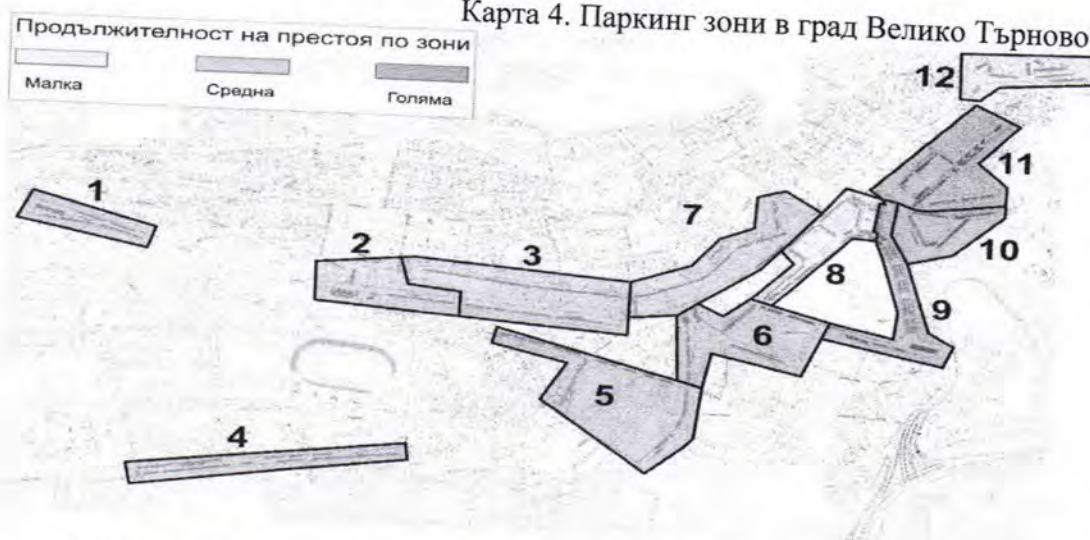 Карта 4. Паркинг зони в град Велико Търново
Продължителност на престоя по зони
Малка
Средна
Голяма
12
11
1
7
2
3
10
8
9
6
5
4